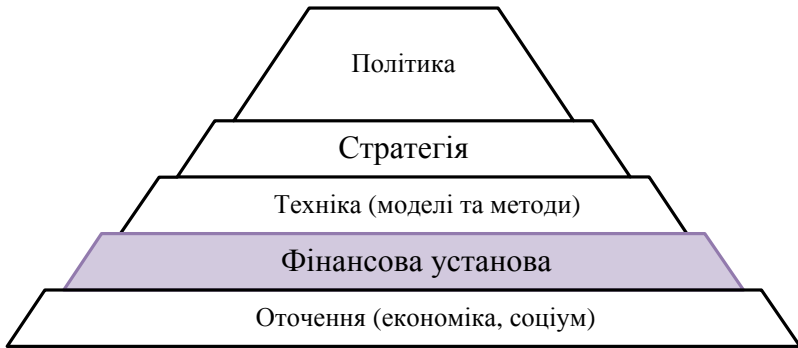 Політика
Стратегія
Техніка (моделі та методи)
Фінансова установа
Оточення (економіка, соціум)